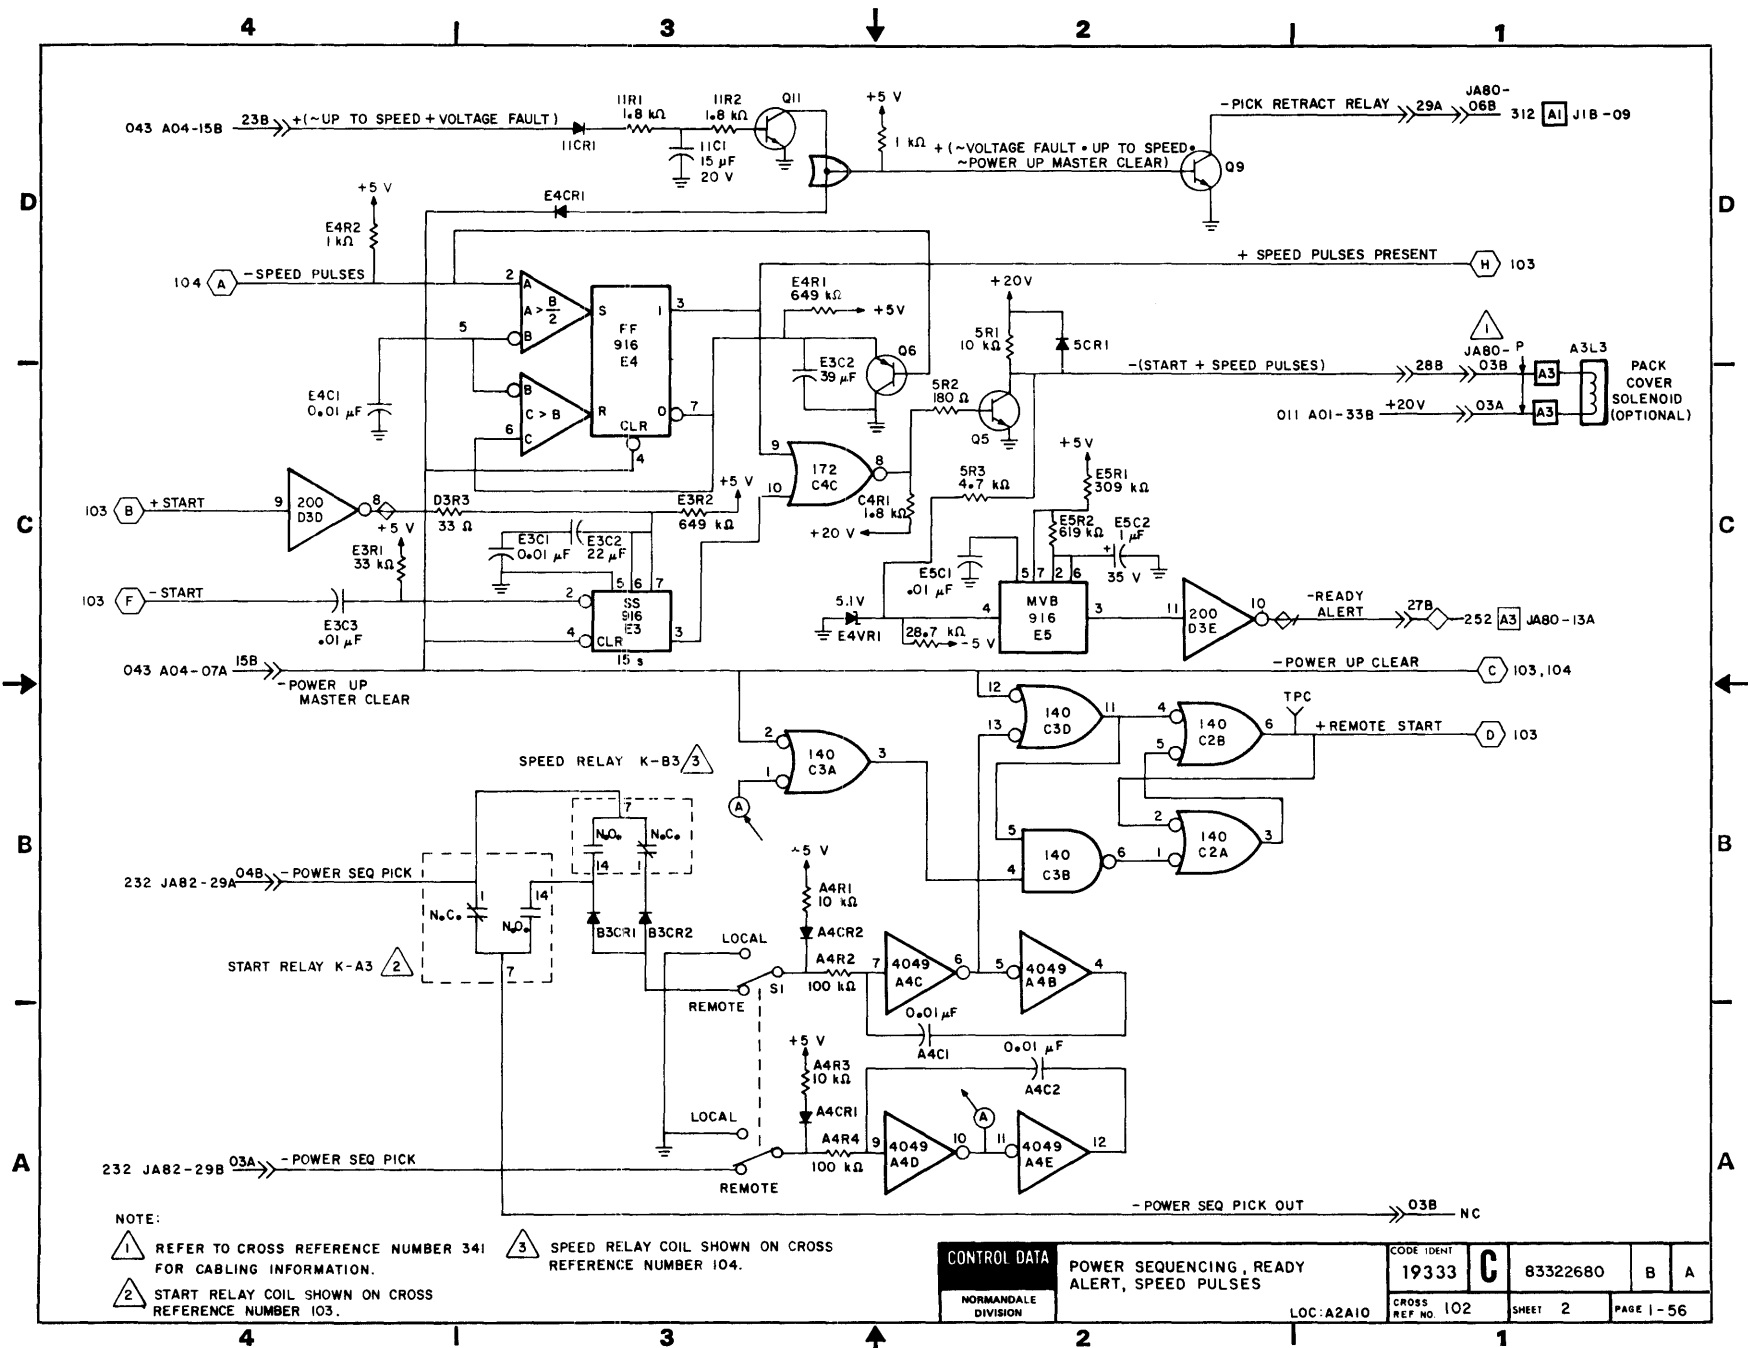 4 3 2 1
043 A04-15B 23B +(~UP TO SPEED + VOLTAGE FAULT)
11CR1
11R1
1.8 kΩ
11R2
1.8 kΩ
11C1
15 µF
20 V
Q11
+5 V
1 kΩ
+(~VOLTAGE FAULT • UP TO SPEED•
~POWER UP MASTER CLEAR)
Q9
-PICK RETRACT RELAY 29A JA80-
06B 312 A1 J1B-09
D D
E4CR1
+5 V
E4R2
1 kΩ
104 A -SPEED PULSES
2 A
A > B/2
5 B
B
C > B
6 C
S 1 3
FF
916
E4
R 0 7
CLR
4
E4C1
0.01 µF
E4R1
649 kΩ
+5V
E3C2
39 µF
Q6
+ SPEED PULSES PRESENT H 103
+20V
5R1
10 kΩ
5CR1
5R2
180 Ω
Q5
-(START + SPEED PULSES) 28B JA80-
03B
1
P
A3
A3L3
PACK
COVER
SOLENOID
(OPTIONAL)
011 A01-33B +20V 03A A3
9
10
172
C4C
8
C4R1
1.8 kΩ
+20 V
5R3
4.7 kΩ
+5V
E5R1
309 kΩ
E5R2
619 kΩ
E5C2
1 µF
+
35 V
C C
103 B + START 9 200
D3D
8
D3R3
33 Ω
E3R2
649 kΩ
+5 V
+5 V
E3R1
33 kΩ
E3C1
0.01 µF
E3C2
22 µF
103 F - START
E3C3
.01 µF
2
5 6 7
SS
916
E3
4 CLR 3
15 s
E5C1
.01 µF
5.1V
E4VR1
28.7 kΩ
-5 V
5 7 2 6
4 MVB
916
E5
3
11 200
D3E
10
-READY
ALERT
27B 252 A3 JA80-13A
043 A04-07A 15B
-POWER UP
MASTER CLEAR
-POWER UP CLEAR C 103,104
12
13
140
C3D
11
4
5
140
C2B
6
TPC
+REMOTE START D 103
2
1
140
C3A
3
A
SPEED RELAY K-B3 3
B B
7
N.O. N.C.
14 1
5
4
140
C3B
6
2
1
140
C2A
3
232 JA82-29A 04B -POWER SEQ PICK
1 14
N.C. N.O.
7
START RELAY K-A3 2
B3CR1 B3CR2
LOCAL
REMOTE
S1
A4R1
10 kΩ
A4CR2
A4R2
100 kΩ
7 4049
A4C
6
5 4049
A4B
4
0.01 µF
A4C1
+5 V
A4R3
10 kΩ
A4CR1
A4R4
100 kΩ
0.01 µF
A4C2
A
LOCAL
REMOTE
9 4049
A4D
10
11 4049
A4E
12
A A
232 JA82-29B 03A -POWER SEQ PICK
-POWER SEQ PICK OUT 03B NC
NOTE:
1 REFER TO CROSS REFERENCE NUMBER 341
FOR CABLING INFORMATION.
2 START RELAY COIL SHOWN ON CROSS
REFERENCE NUMBER 103.
3 SPEED RELAY COIL SHOWN ON CROSS
REFERENCE NUMBER 104.
CONTROL DATA
NORMANDALE
DIVISION
POWER SEQUENCING, READY
ALERT, SPEED PULSES
LOC:A2A10
CODE IDENT
19333 C 83322680 B A
CROSS
REF NO. 102 SHEET 2 PAGE 1-56
4 3 2 1